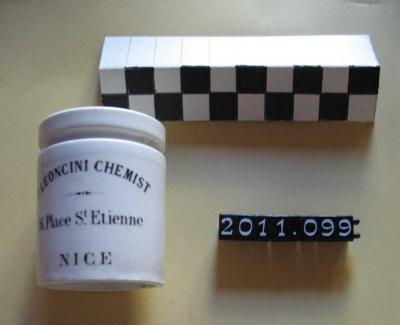 LEONCINI CHEMIST
Place St Etienne
NICE
2011.099